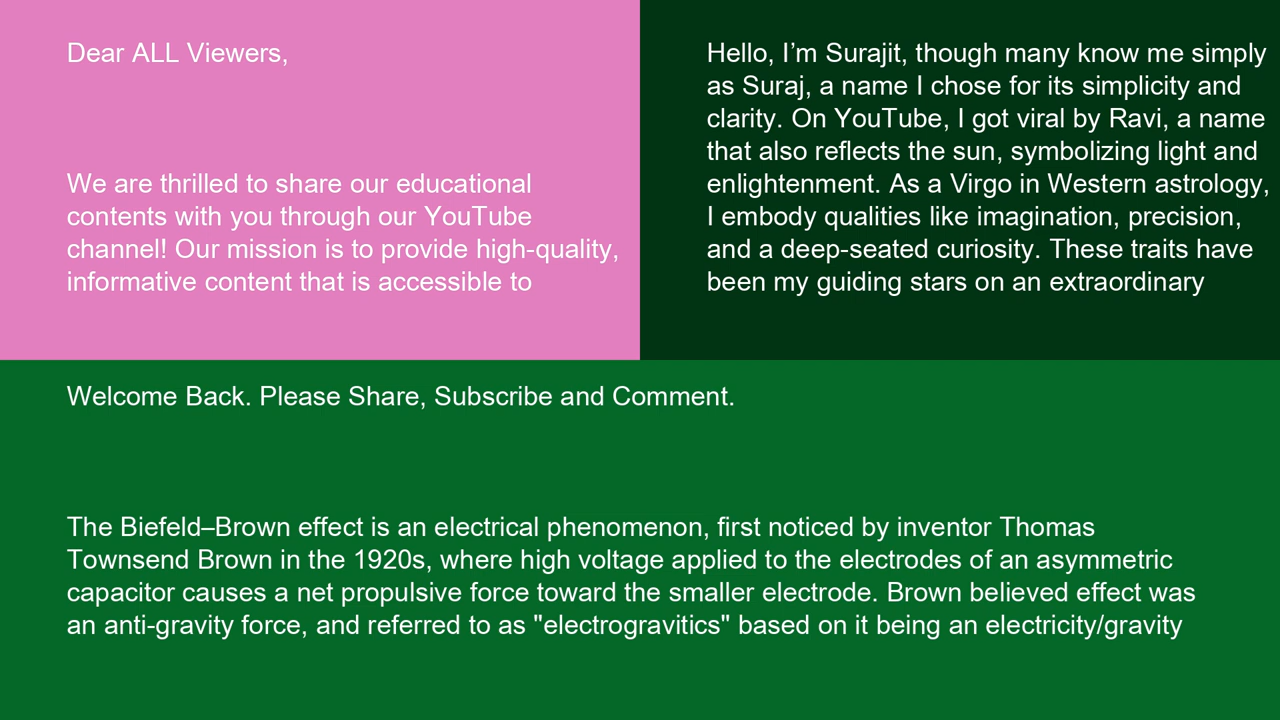 Dear ALL Viewers,
We are thrilled to share our educational
contents with you through our YouTube
channel! Our mission is to provide high-quality,
informative content that is accessible to
Hello, I’m Surajit, though many know me simply
as Suraj, a name I chose for its simplicity and
clarity. On YouTube, I got viral by Ravi, a name
that also reflects the sun, symbolizing light and
enlightenment. As a Virgo in Western astrology,
I embody qualities like imagination, precision,
and a deep-seated curiosity. These traits have
been my guiding stars on an extraordinary
Welcome Back. Please Share, Subscribe and Comment.
The Biefeld–Brown effect is an electrical phenomenon, first noticed by inventor Thomas
Townsend Brown in the 1920s, where high voltage applied to the electrodes of an asymmetric
capacitor causes a net propulsive force toward the smaller electrode. Brown believed effect was
an anti-gravity force, and referred to as "electrogravitics" based on it being an electricity/gravity